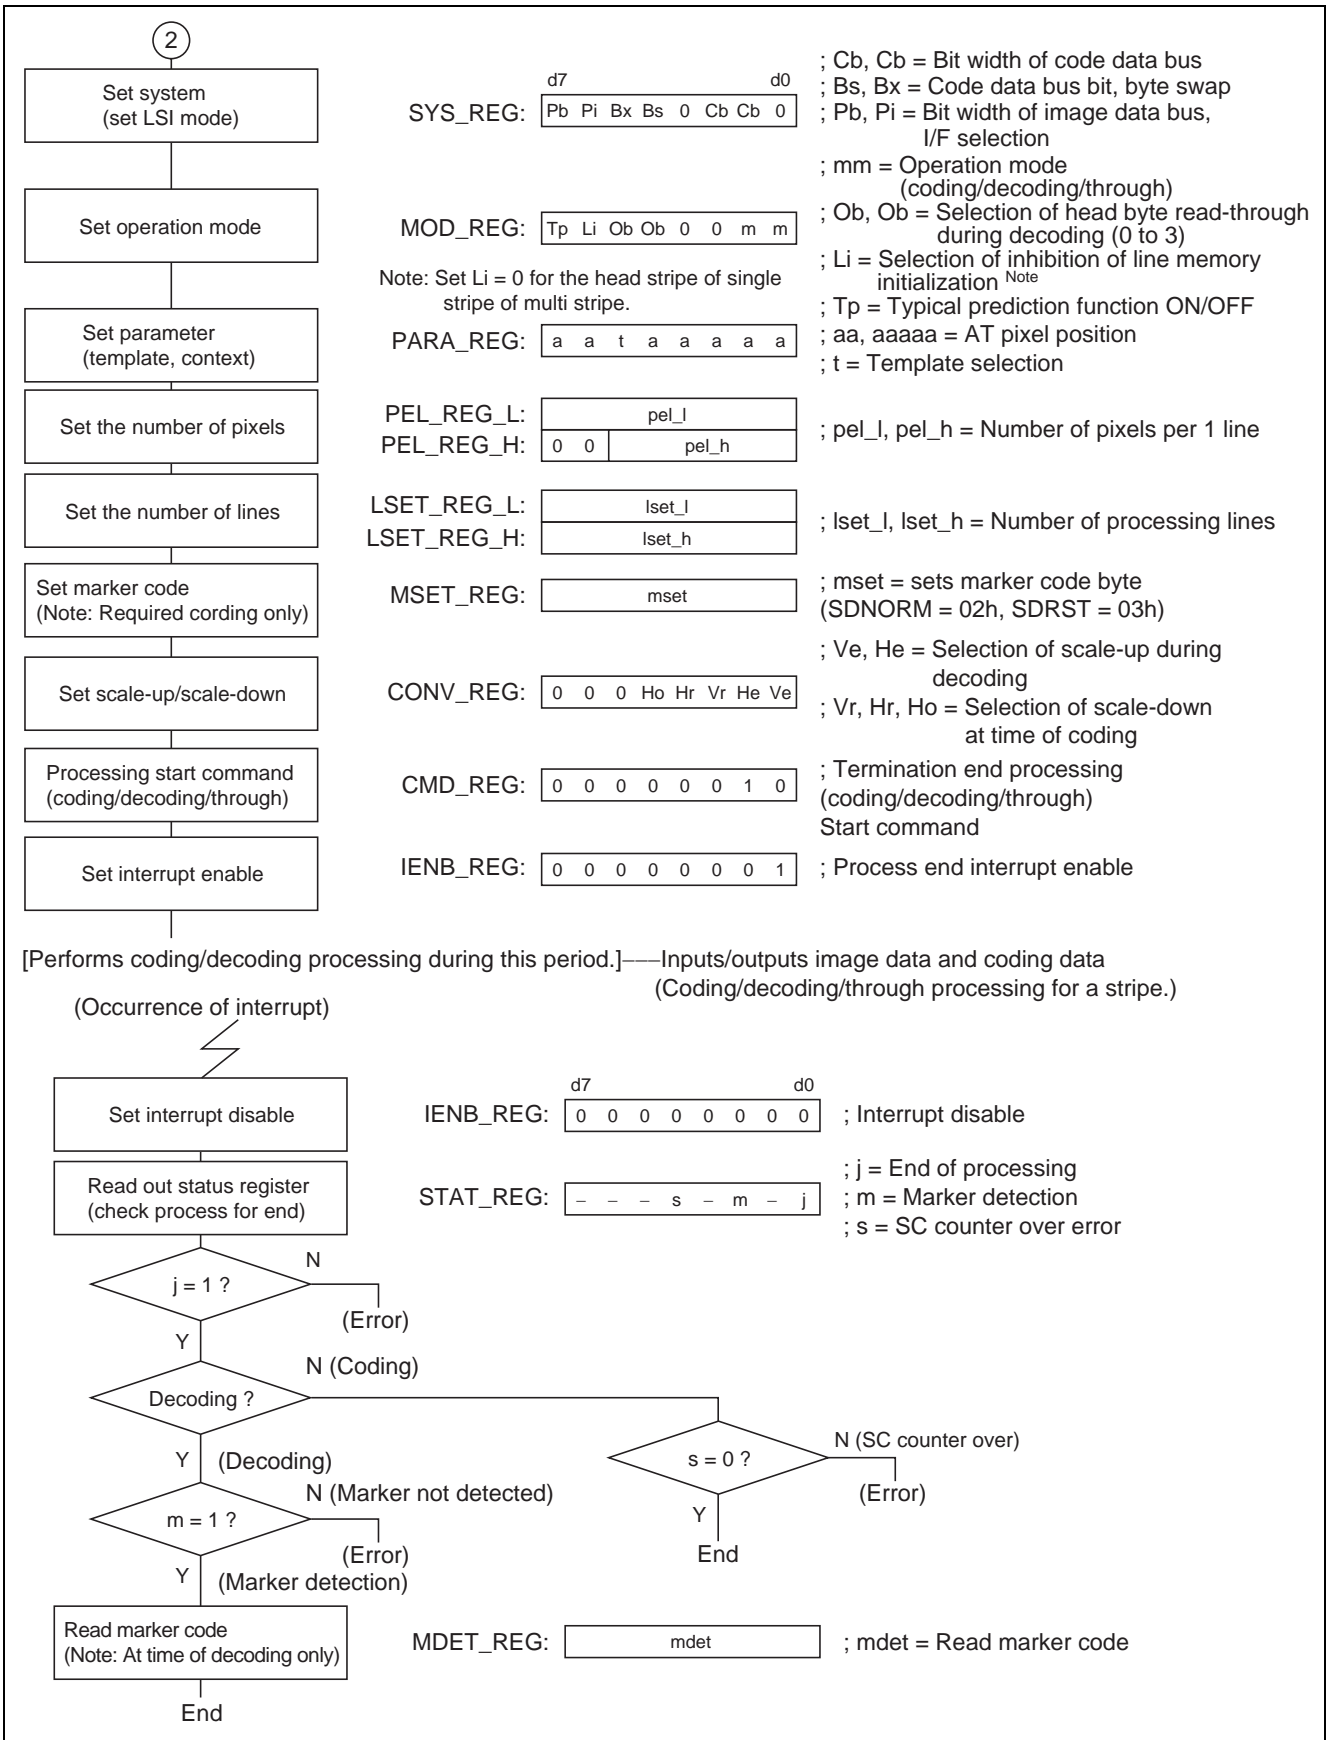 2
Set system
(set LSI mode)
d7 d0
SYS_REG: Pb Pi Bx Bs 0 Cb Cb 0
; Cb, Cb = Bit width of code data bus
; Bs, Bx = Code data bus bit, byte swap
; Pb, Pi = Bit width of image data bus,
I/F selection
Set operation mode
MOD_REG: Tp Li Ob Ob 0 0 m m
; mm = Operation mode
(coding/decoding/through)
; Ob, Ob = Selection of head byte read-through
during decoding (0 to 3)
; Li = Selection of inhibition of line memory
initialization Note
; Tp = Typical prediction function ON/OFF
Note: Set Li = 0 for the head stripe of single
stripe of multi stripe.
Set parameter
(template, context)
PARA_REG: a a t a a a a a
; aa, aaaaa = AT pixel position
; t = Template selection
Set the number of pixels
PEL_REG_L: pel_l
PEL_REG_H: 0 0 pel_h
; pel_l, pel_h = Number of pixels per 1 line
Set the number of lines
LSET_REG_L: lset_l
LSET_REG_H: lset_h
; lset_l, lset_h = Number of processing lines
Set marker code
(Note: Required cording only)
MSET_REG: mset
; mset = sets marker code byte
(SDNORM = 02h, SDRST = 03h)
Set scale-up/scale-down
CONV_REG: 0 0 0 Ho Hr Vr He Ve
; Ve, He = Selection of scale-up during
decoding
; Vr, Hr, Ho = Selection of scale-down
at time of coding
Processing start command
(coding/decoding/through)
CMD_REG: 0 0 0 0 0 0 1 0
; Termination end processing
(coding/decoding/through)
Start command
Set interrupt enable
IENB_REG: 0 0 0 0 0 0 0 1
; Process end interrupt enable
[Performs coding/decoding processing during this period.]−−−Inputs/outputs image data and coding data
(Coding/decoding/through processing for a stripe.)
(Occurrence of interrupt)
Set interrupt disable
d7 d0
IENB_REG: 0 0 0 0 0 0 0 0
; Interrupt disable
Read out status register
(check process for end)
STAT_REG: − − − s − m − j
; j = End of processing
; m = Marker detection
; s = SC counter over error
j = 1 ?
N
(Error)
Y
Decoding ?
N (Coding)
s = 0 ?
N (SC counter over)
(Error)
Y
End
Y (Decoding)
m = 1 ?
N (Marker not detected)
(Error)
Y (Marker detection)
Read marker code
(Note: At time of decoding only)
MDET_REG: mdet
; mdet = Read marker code
End